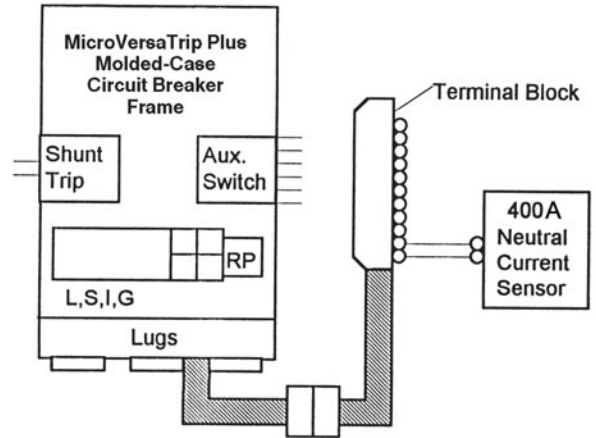 MicroVersaTrip Plus
Molded-Case
Circuit Breaker
Frame
Shunt
Trip
Aux.
Switch
RP
L,S,I,G
Lugs
Terminal Block
400A
Neutral
Current
Sensor